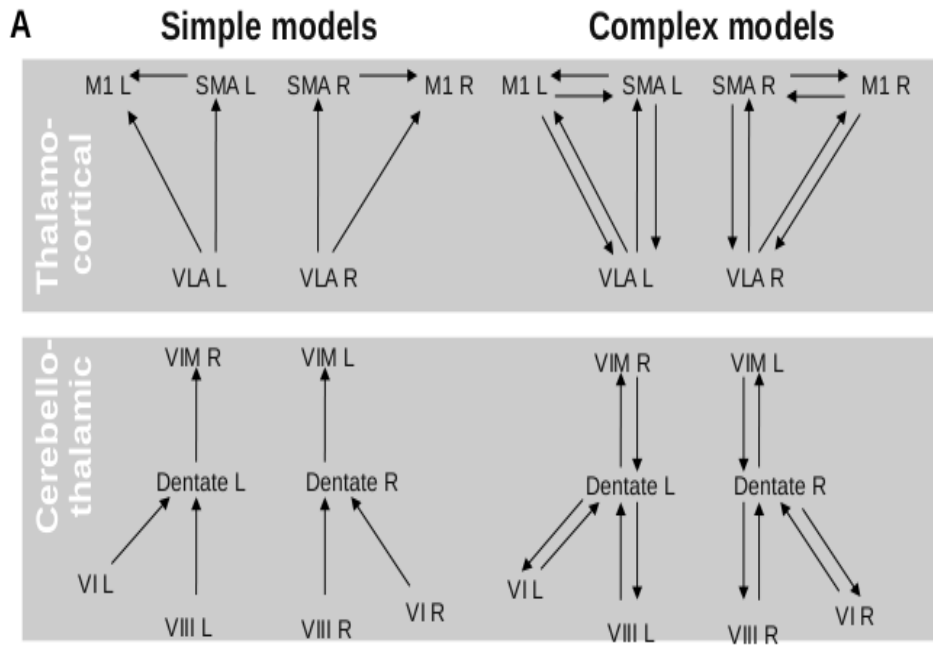 A
Simple models
Complex models
Thalamo-
cortical
M1 L
SMA L
SMA R
M1 R
M1 L
SMA L
SMA R
M1 R
VLA L
VLA R
VLA L
VLA R
Cerebello-
thalamic
VIM R
VIM L
VIM R
VIM L
Dentate L
Dentate R
Dentate L
Dentate R
VI L
VIII L
VIII R
VI R
VI L
VIII L
VIII R
VI R